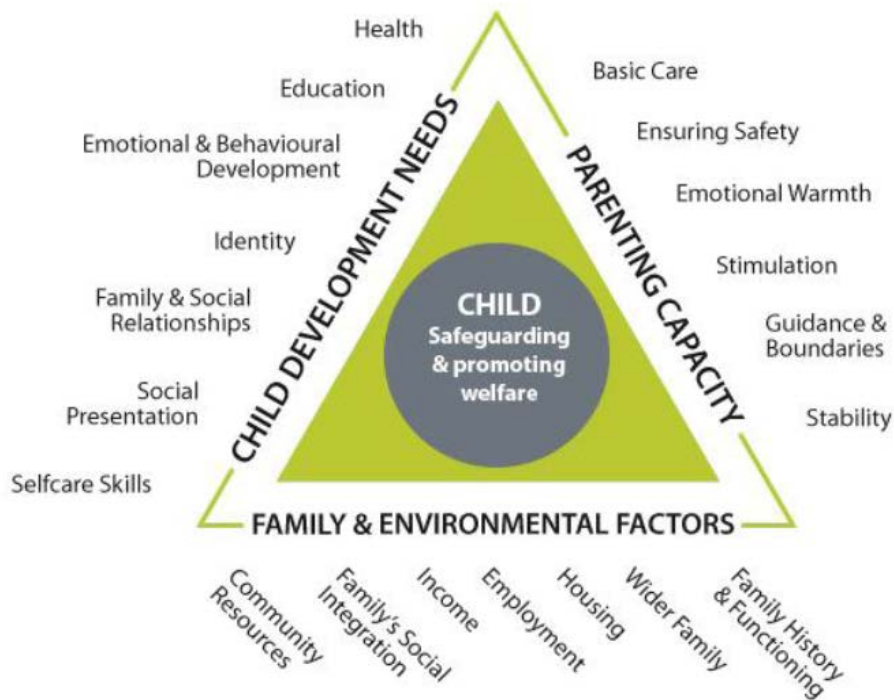 Health
Education
Emotional & Behavioural
Development
Identity
Family & Social
Relationships
Social
Presentation
Selfcare Skills
CHILD DEVELOPMENT NEEDS
Basic Care
Ensuring Safety
Emotional Warmth
Stimulation
Guidance &
Boundaries
Stability
PARENTING CAPACITY
CHILD
Safeguarding
& promoting
welfare
FAMILY & ENVIRONMENTAL FACTORS
Community
Resources
Family's Social
Integration
Income
Employment
Housing
Wider Family
Family History
& Functioning